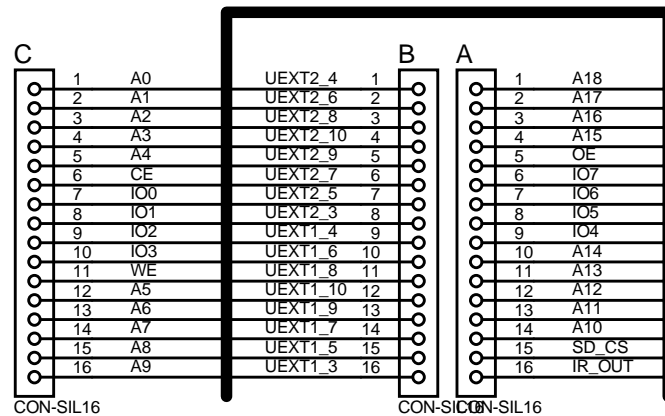 C B A
1 A0 UEXT2_4 1 1 A18
2 A1 UEXT2_6 2 2 A17
3 A2 UEXT2_8 3 3 A16
4 A3 UEXT2_10 4 4 A15
5 A4 UEXT2_9 5 5 OE
6 CE UEXT2_7 6 6 IO7
7 IO0 UEXT2_5 7 7 IO6
8 IO1 UEXT2_3 8 8 IO5
9 IO2 UEXT1_4 9 9 IO4
10 IO3 UEXT1_6 10 10 A14
11 WE UEXT1_8 11 11 A13
12 A5 UEXT1_10 12 12 A12
13 A6 UEXT1_9 13 13 A11
14 A7 UEXT1_7 14 14 A10
15 A8 UEXT1_5 15 15 SD_CS
16 A9 UEXT1_3 16 16 IR_OUT
CON-SIL16 CON-SIL16 CON-SIL16